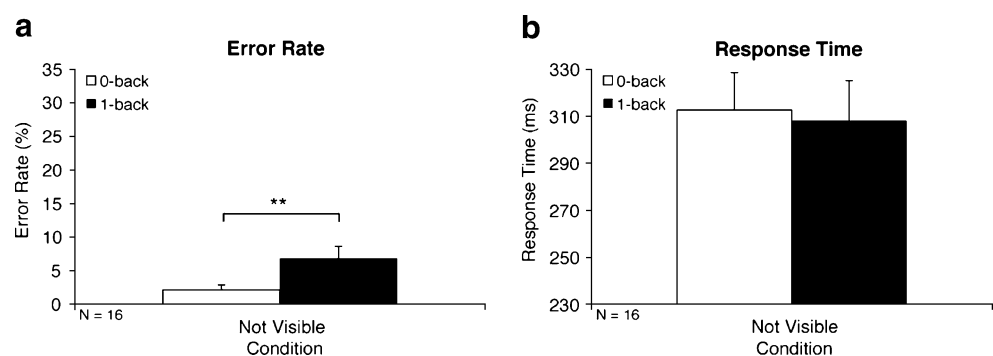 a
Error Rate
35
30
25
20
15
10
5
0
Error Rate (%)
0-back
1-back
**
N = 16
Not Visible
Condition
b
Response Time
330
310
290
270
250
230
Response Time (ms)
0-back
1-back
N = 16
Not Visible
Condition